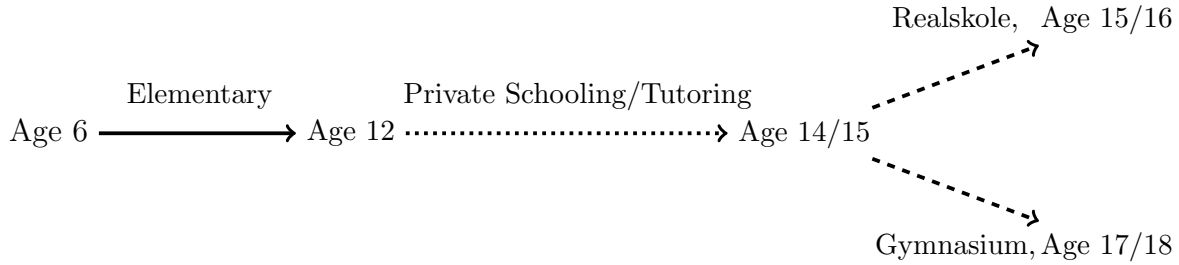 Realskole, Age 15/16
Elementary
Private Schooling/Tutoring
Age 6
Age 12
Age 14/15
Gymnasium, Age 17/18